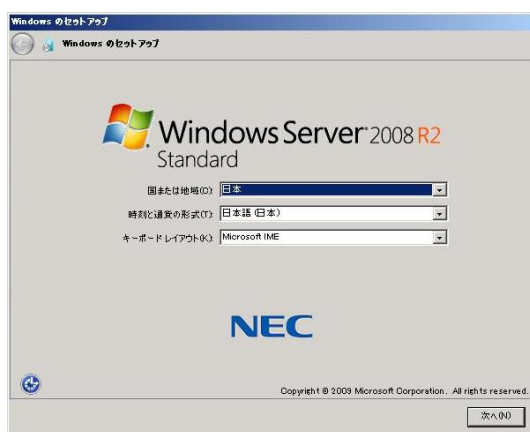 Windows のセットアップ
Windows のセットアップ
Windows Server 2008 R2
Standard
国または地域(C): 日本
時刻と通貨の形式(T): 日本語 (日本)
キーボード レイアウト(K): Microsoft IME
NEC
Copyright © 2009 Microsoft Corporation. All rights reserved.
次へ(N)